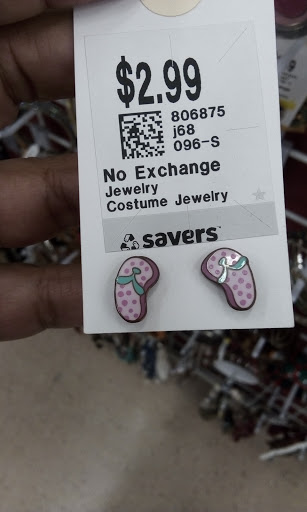 $2.99
806875
j68
096-S
No Exchange
Jewelry
Costume Jewelry
savers